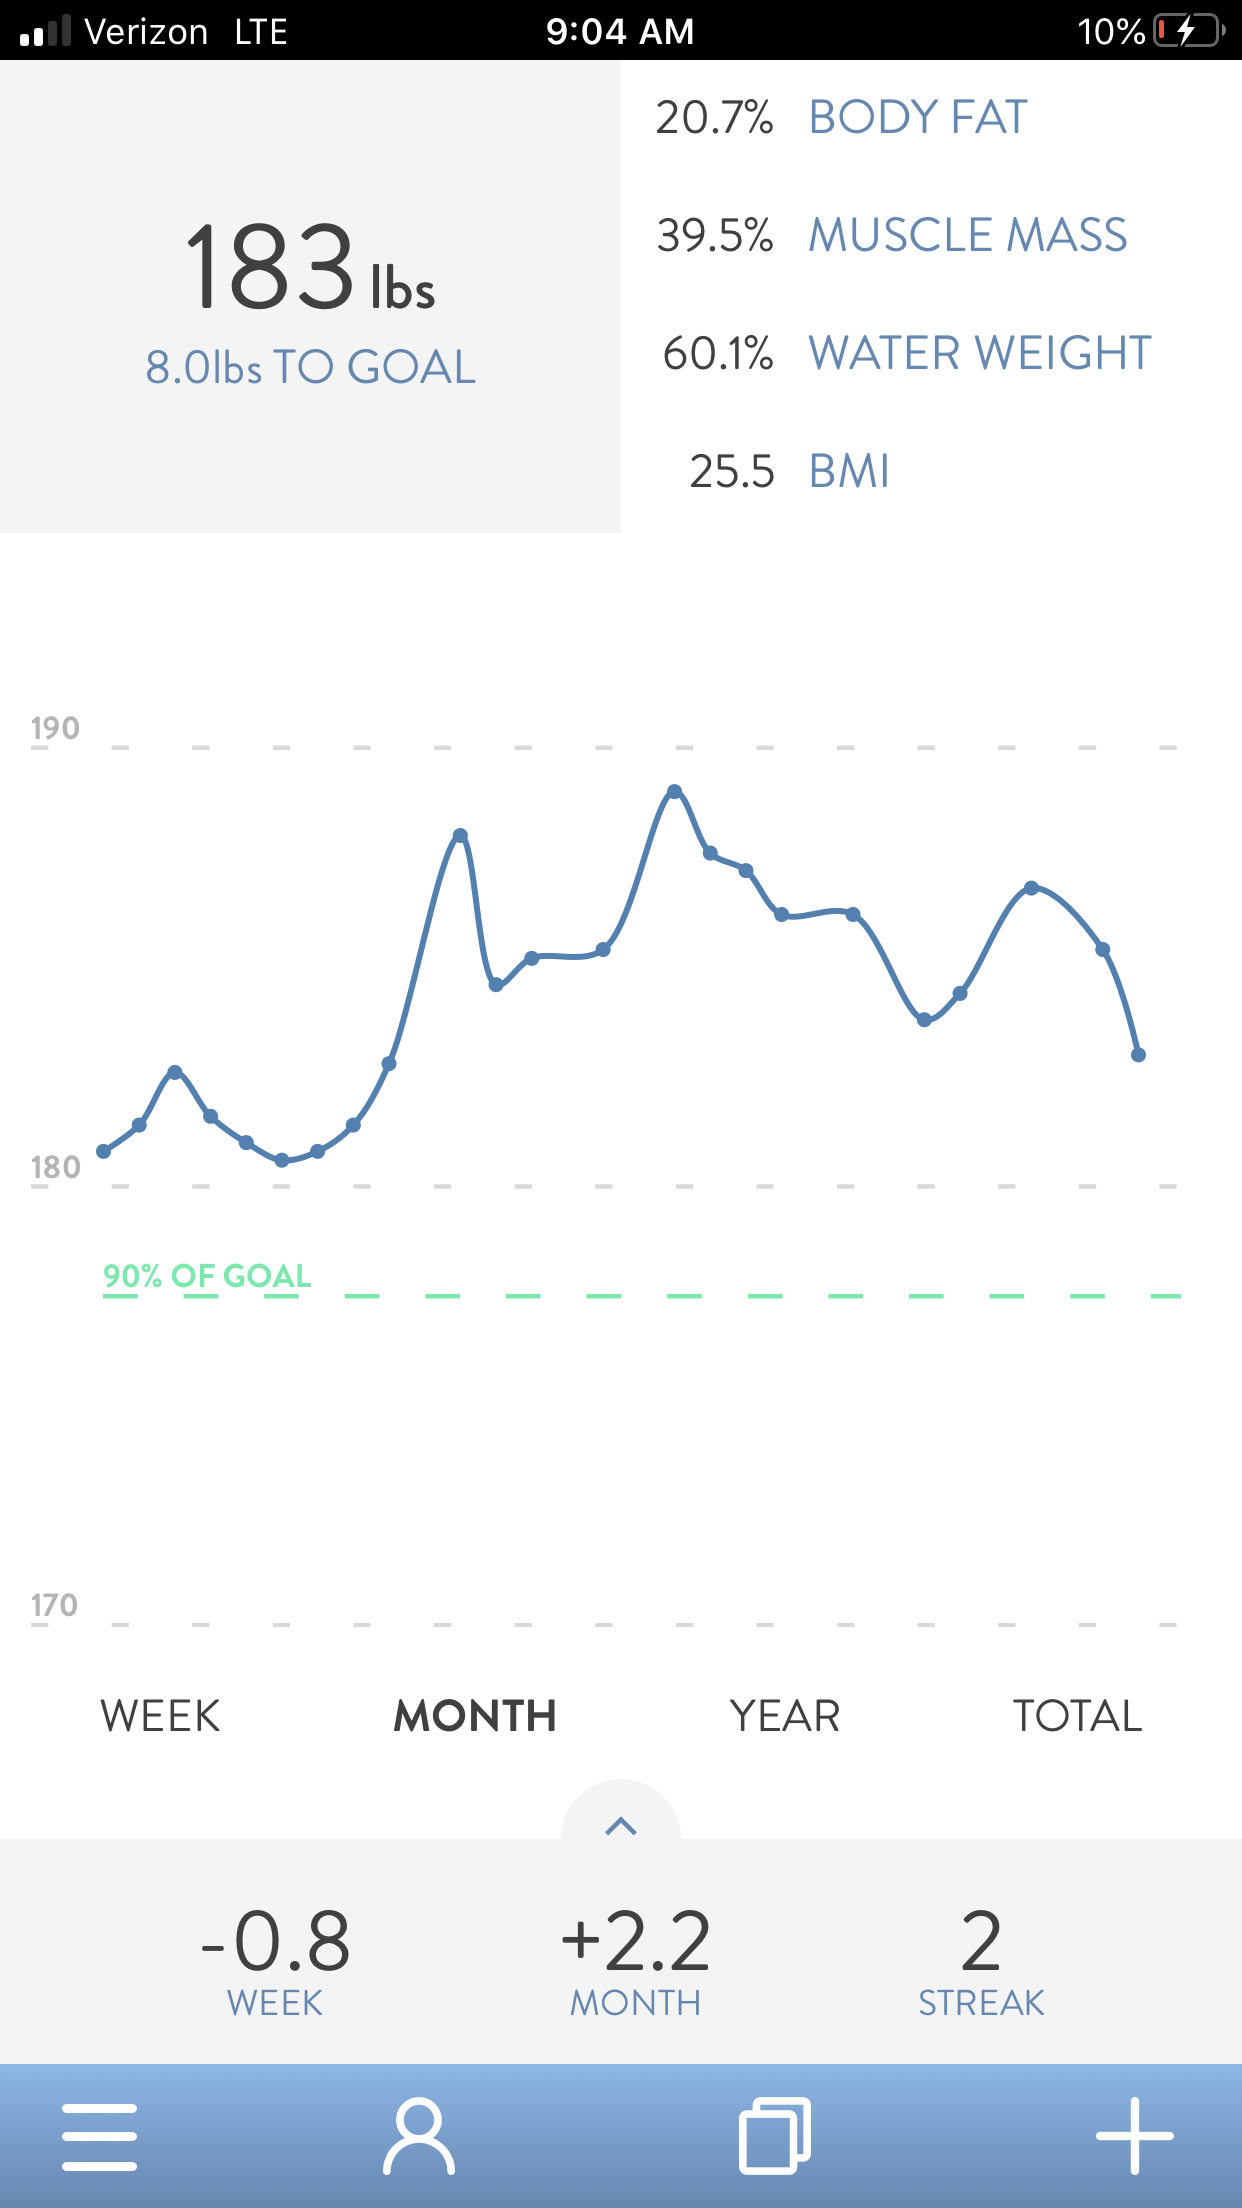 Verizon LTE 9:04 AM 10%
183 lbs
8.0lbs TO GOAL
20.7% BODY FAT
39.5% MUSCLE MASS
60.1% WATER WEIGHT
25.5 BMI
190
180
90% OF GOAL
170
WEEK MONTH YEAR TOTAL
-0.8 +2.2 2
WEEK MONTH STREAK